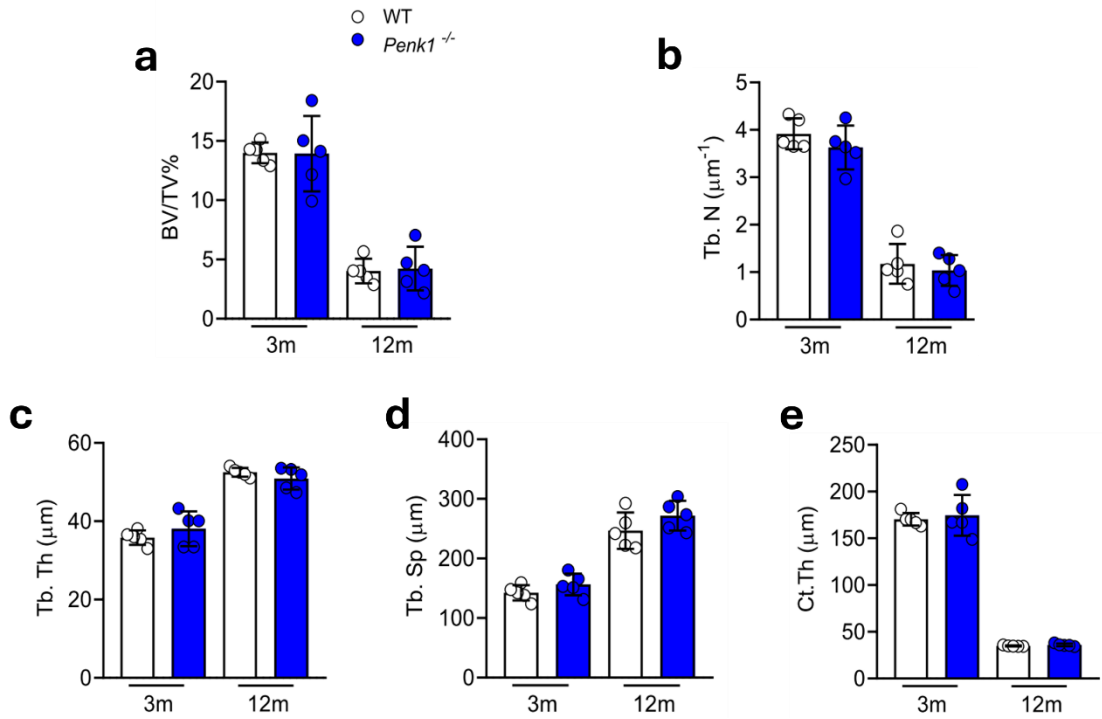 WT
Penk1 -/-
a
BV/TV%
20
15
10
5
0
3m
12m
b
Tb. N (μm-1)
5
4
3
2
1
0
3m
12m
c
Tb. Th (μm)
60
40
20
0
3m
12m
d
Tb. Sp (μm)
400
300
200
100
0
3m
12m
e
Ct.Th (μm)
250
200
150
100
50
0
3m
12m